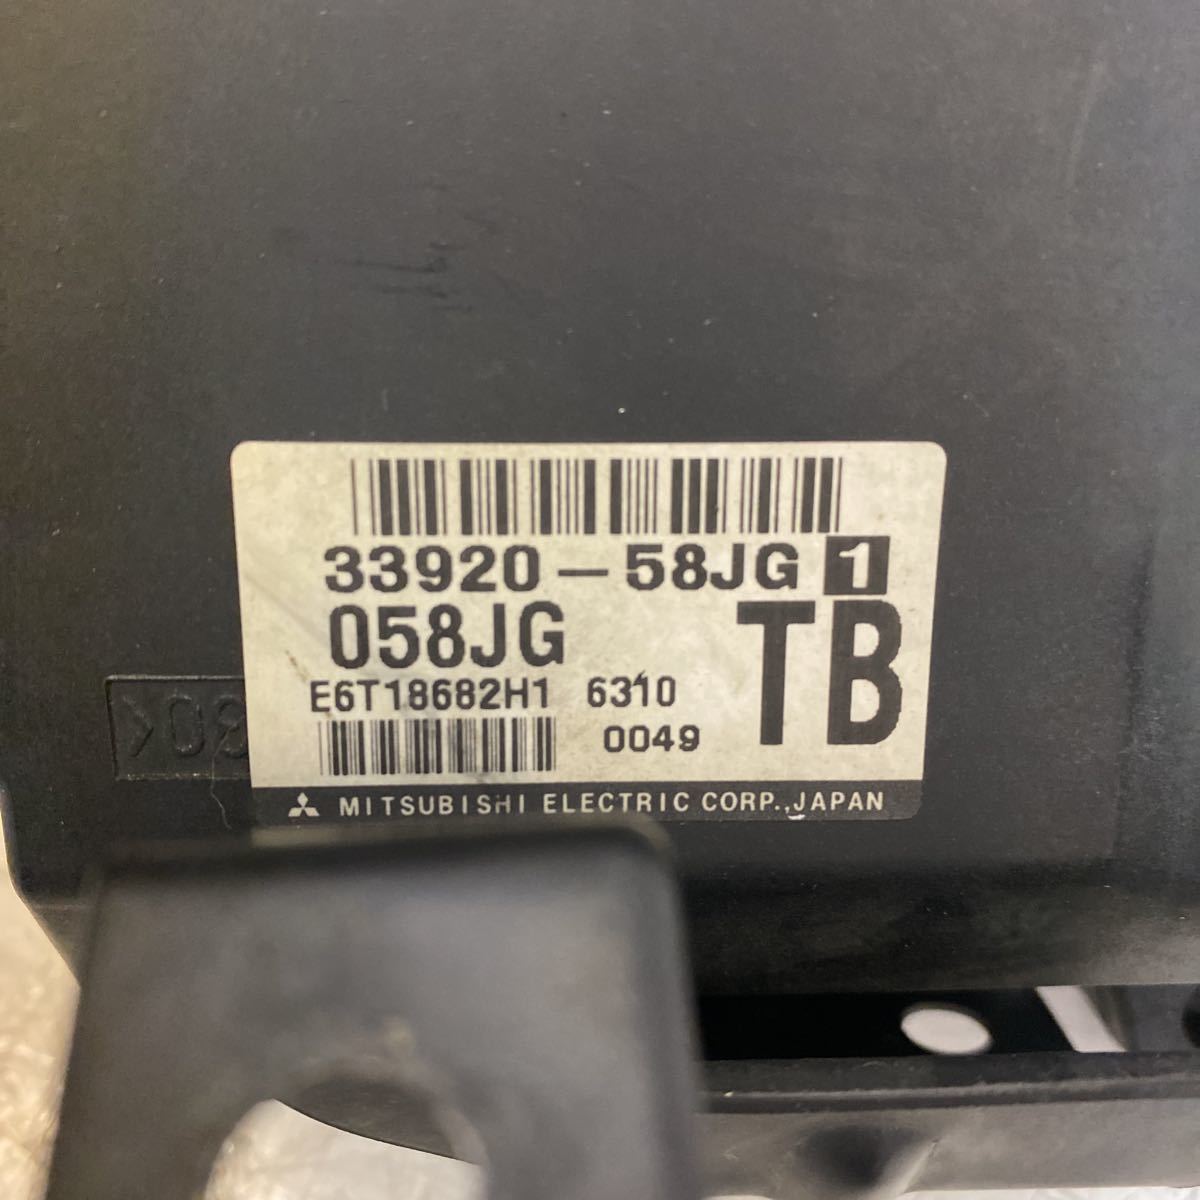 33920-58JG 1
058JG TB
E6T18682H1 6310
0049
MITSUBISHI ELECTRIC CORP.,JAPAN